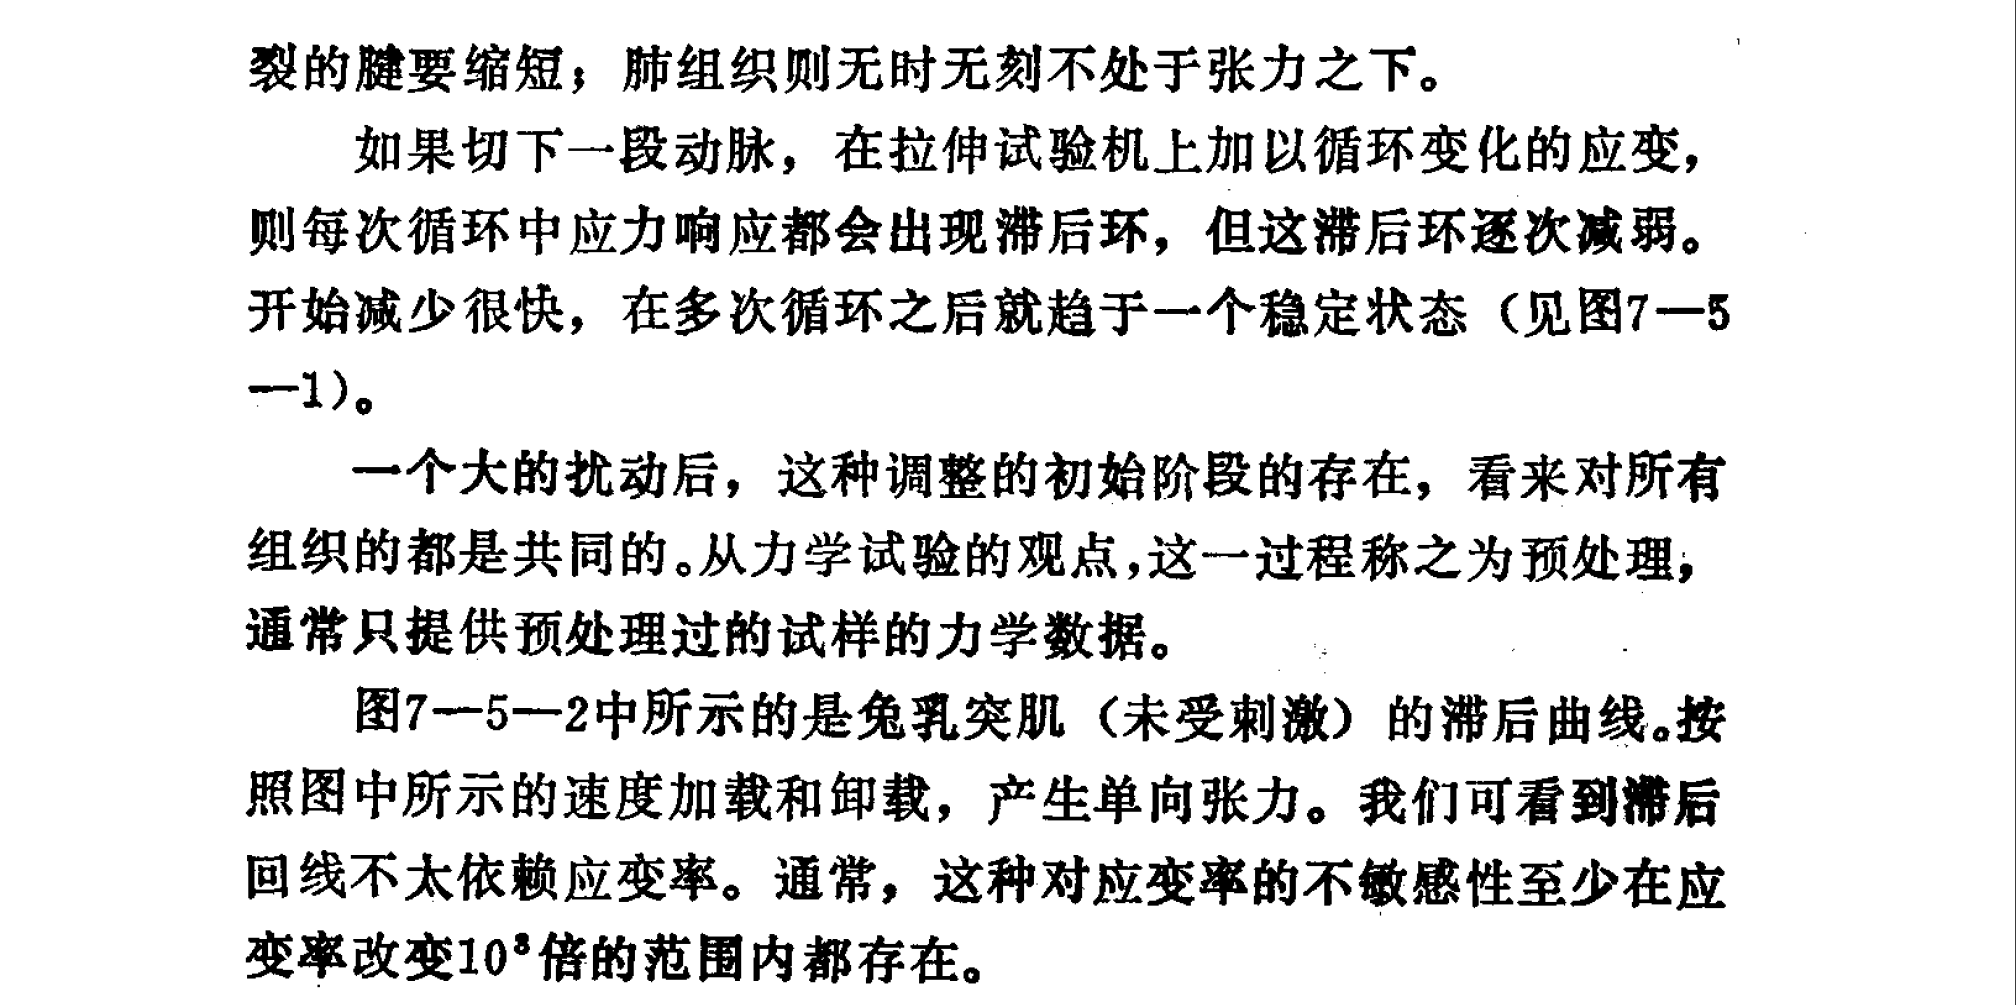 裂的腱要缩短；肺组织则无时无刻不处于张力之下。
如果切下一段动脉，在拉伸试验机上加以循环变化的应变，
则每次循环中应力响应都会出现滞后环，但这滞后环逐次减弱。
开始减少很快，在多次循环之后就趋于一个稳定状态（见图7—5
—1）。
一个大的扰动后，这种调整的初始阶段的存在，看来对所有
组织的都是共同的。从力学试验的观点，这一过程称之为预处理，
通常只提供预处理过的试样的力学数据。
图7—5—2中所示的是兔乳突肌（未受刺激）的滞后曲线。按
照图中所示的速度加载和卸载，产生单向张力。我们可看到滞后
回线不太依赖应变率。通常，这种对应变率的不敏感性至少在应
变率改变10³倍的范围内都存在。